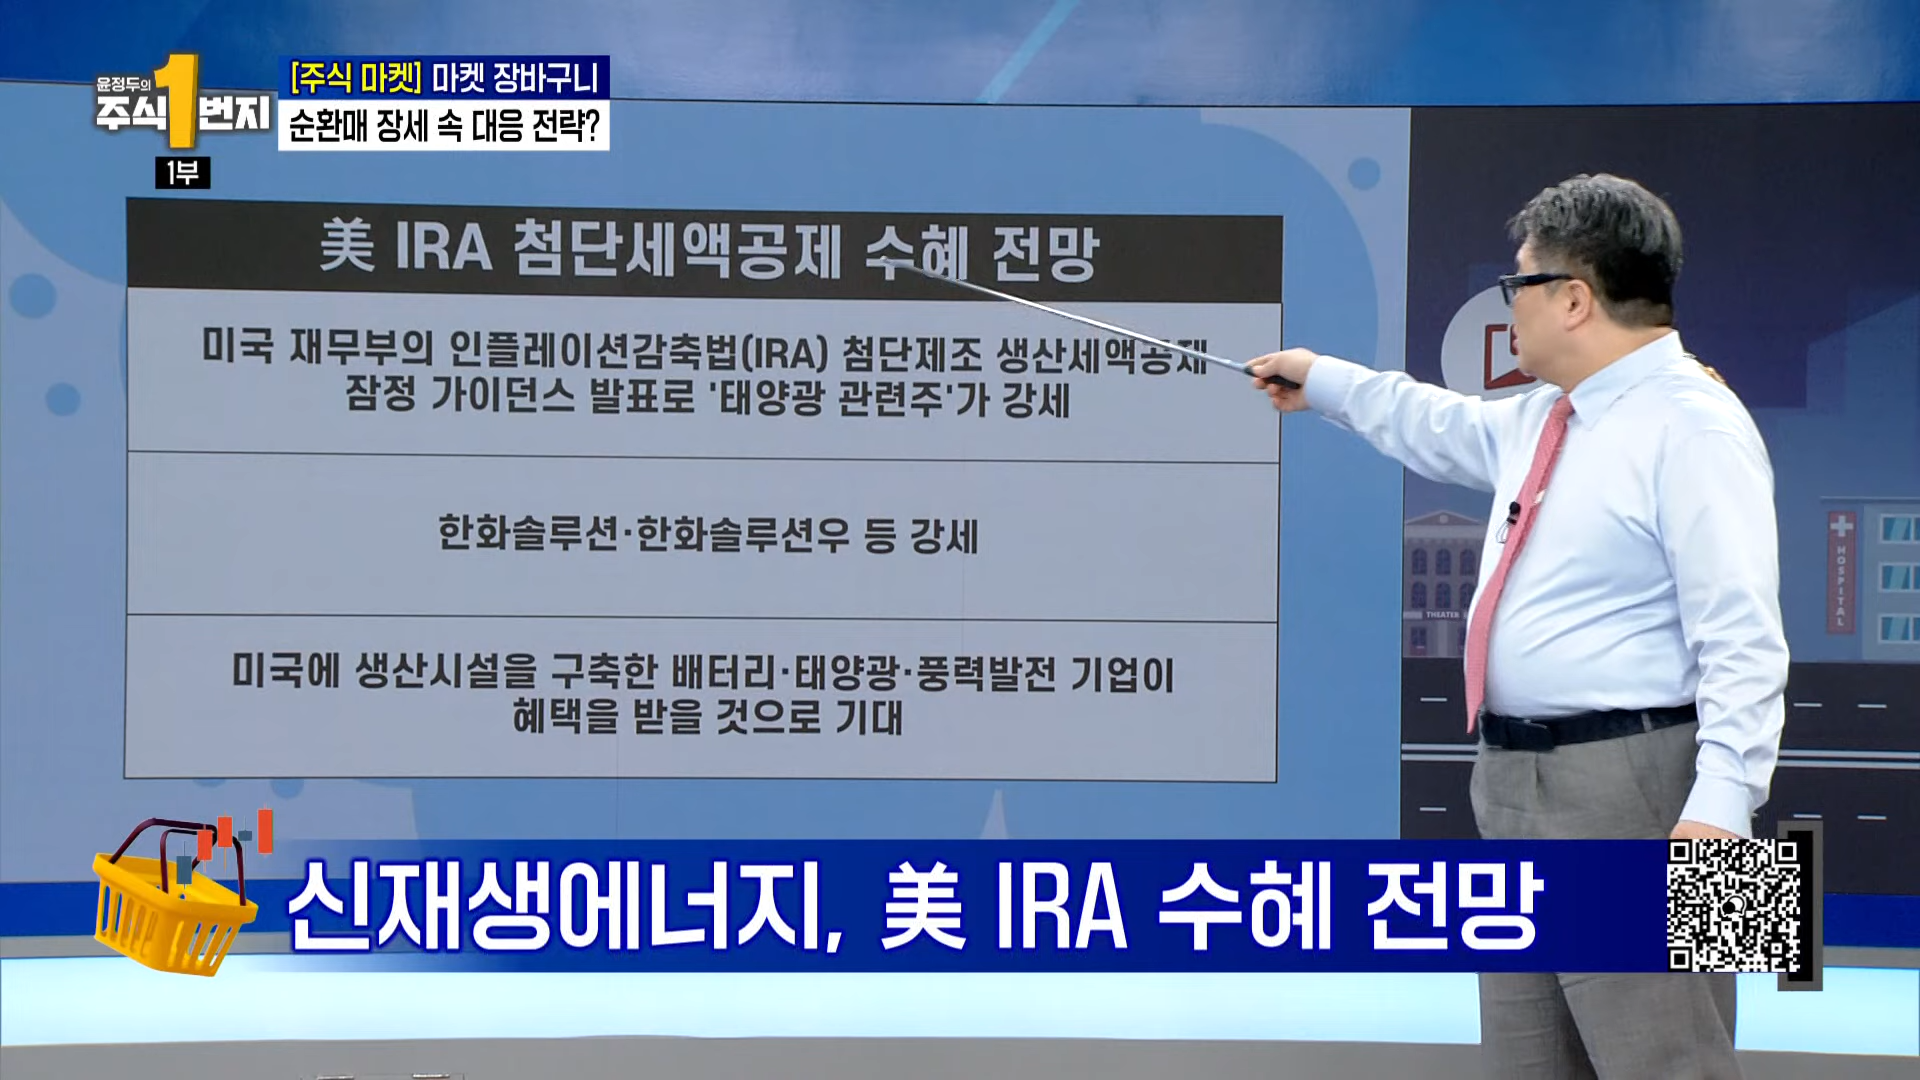 윤정두의
주식1번지
1부
[주식 마켓] 마켓 장바구니
순환매 장세 속 대응 전략?
美 IRA 첨단세액공제 수혜 전망
미국 재무부의 인플레이션감축법(IRA) 첨단제조 생산세액공제
잠정 가이던스 발표로 '태양광 관련주'가 강세
한화솔루션·한화솔루션우 등 강세
미국에 생산시설을 구축한 배터리·태양광·풍력발전 기업이
혜택을 받을 것으로 기대
THEATER
HOSPITAL
신재생에너지, 美 IRA 수혜 전망